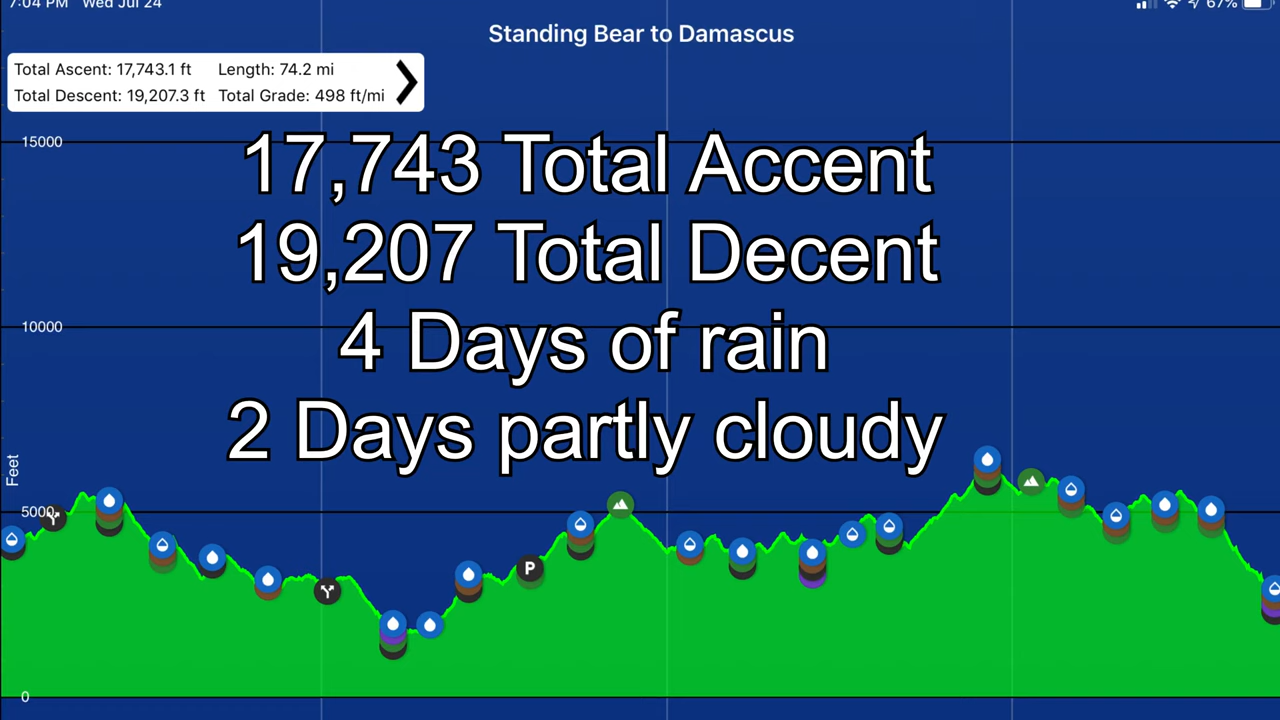 7:04 PM Wed Jul 24
67%
Standing Bear to Damascus
Total Ascent: 17,743.1 ft Length: 74.2 mi
Total Descent: 19,207.3 ft Total Grade: 498 ft/mi
15000
17,743 Total Accent
19,207 Total Decent
10000
4 Days of rain
2 Days partly cloudy
Feet
5000
P
0